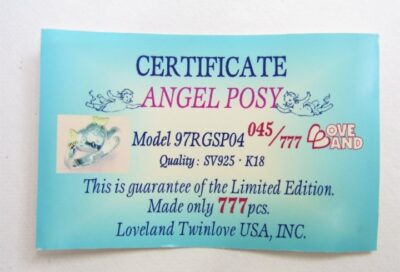 CERTIFICATE
ANGEL POSY
Model 97RGSP04 045/777 LOVE BAND
Quality : SV925 · K18
This is guarantee of the Limited Edition.
Made only 777pcs.
Loveland Twinlove USA, INC.